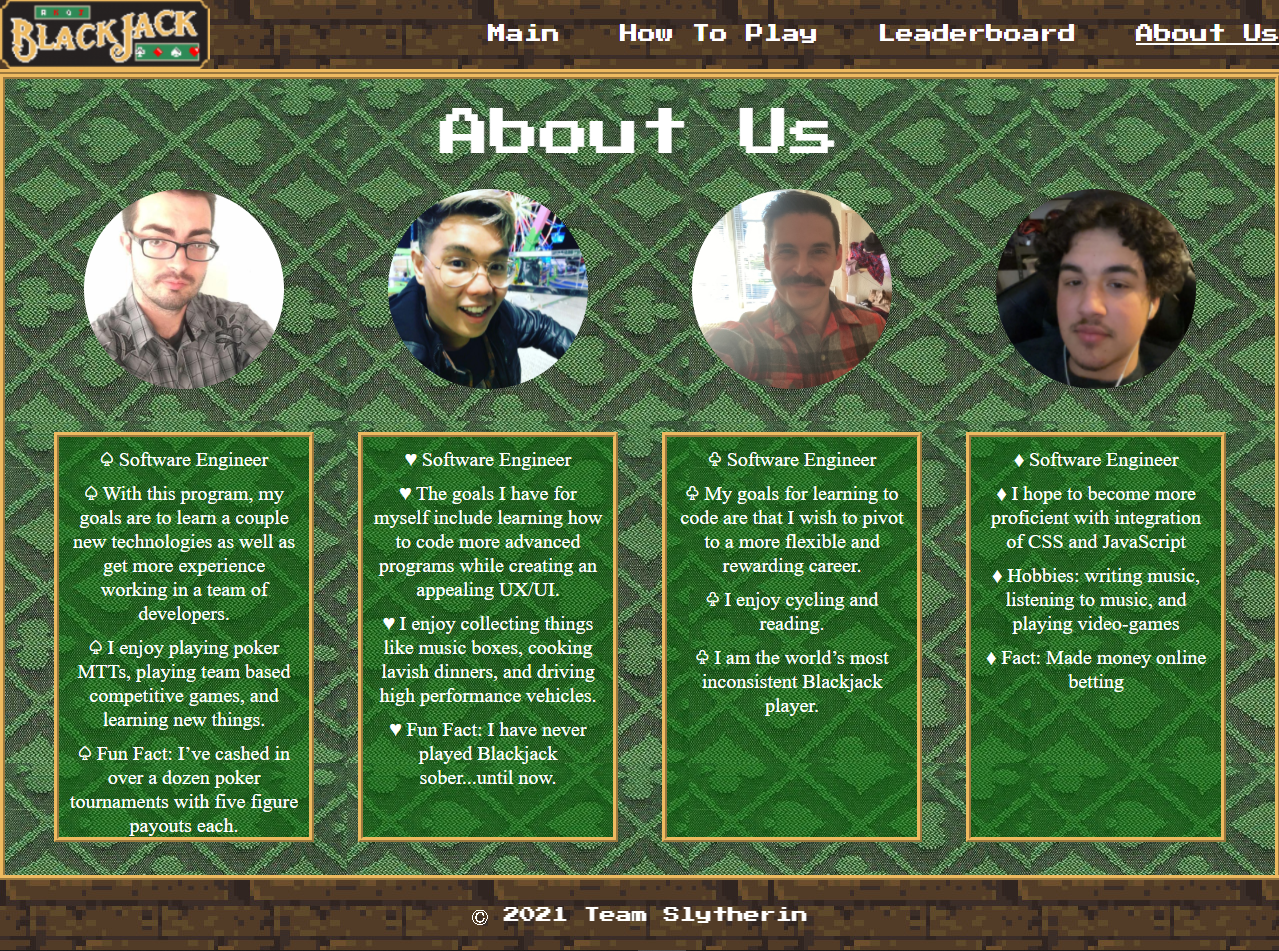 BLACKJACK
Main
How To Play
Leaderboard
About Us
About Us
♤ Software Engineer
♤ With this program, my
goals are to learn a couple
new technologies as well as
get more experience
working in a team of
developers.
♤ I enjoy playing poker
MTTs, playing team based
competitive games, and
learning new things.
♤ Fun Fact: I’ve cashed in
over a dozen poker
tournaments with five figure
payouts each.
♥ Software Engineer
♥ The goals I have for
myself include learning how
to code more advanced
programs while creating an
appealing UX/UI.
♥ I enjoy collecting things
like music boxes, cooking
lavish dinners, and driving
high performance vehicles.
♥ Fun Fact: I have never
played Blackjack
sober...until now.
♧ Software Engineer
♧ My goals for learning to
code are that I wish to pivot
to a more flexible and
rewarding career.
♧ I enjoy cycling and
reading.
♧ I am the world’s most
inconsistent Blackjack
player.
♦ Software Engineer
♦ I hope to become more
proficient with integration
of CSS and JavaScript
♦ Hobbies: writing music,
listening to music, and
playing video-games
♦ Fact: Made money online
betting
© 2021 Team Slytherin